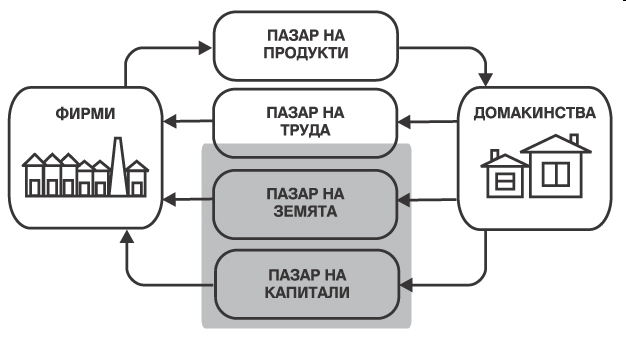 ПАЗАР НА
ПРОДУКТИ
ФИРМИ
ПАЗАР НА
ТРУДА
ДОМАКИНСТВА
ПАЗАР НА
ЗЕМЯТА
ПАЗАР НА
КАПИТАЛИ